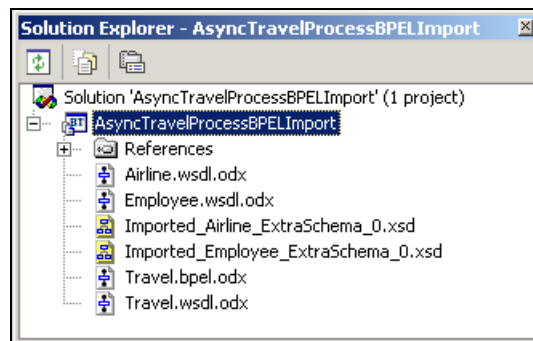 Solution Explorer - AsyncTravelProcessBPELImport
Solution 'AsyncTravelProcessBPELImport' (1 project)
AsyncTravelProcessBPELImport
References
Airline.wsdl.odx
Employee.wsdl.odx
Imported_Airline_ExtraSchema_0.xsd
Imported_Employee_ExtraSchema_0.xsd
Travel.bpel.odx
Travel.wsdl.odx